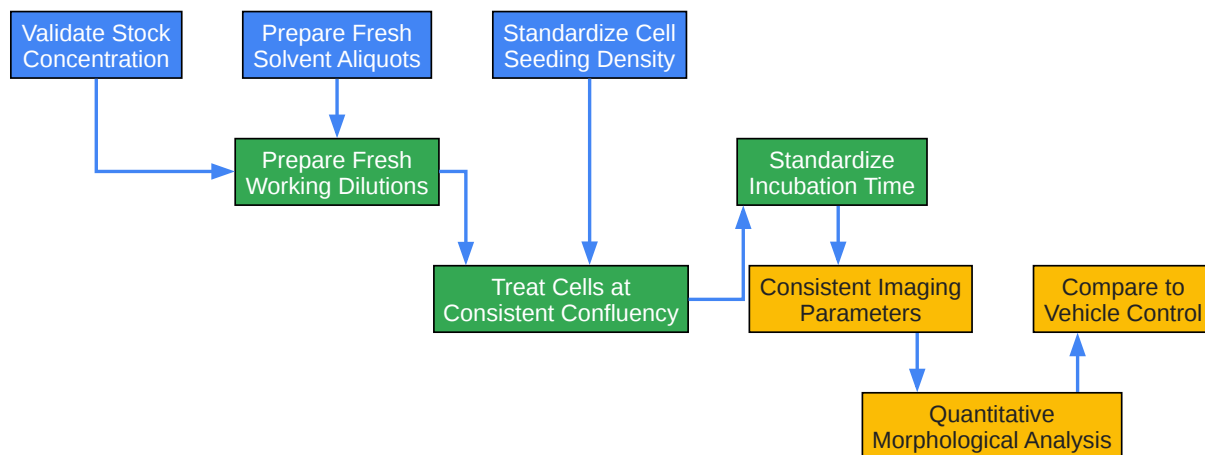 Validate Stock
Concentration
Prepare Fresh
Solvent Aliquots
Standardize Cell
Seeding Density
Prepare Fresh
Working Dilutions
Standardize
Incubation Time
Treat Cells at
Consistent Confluency
Consistent Imaging
Parameters
Compare to
Vehicle Control
Quantitative
Morphological Analysis